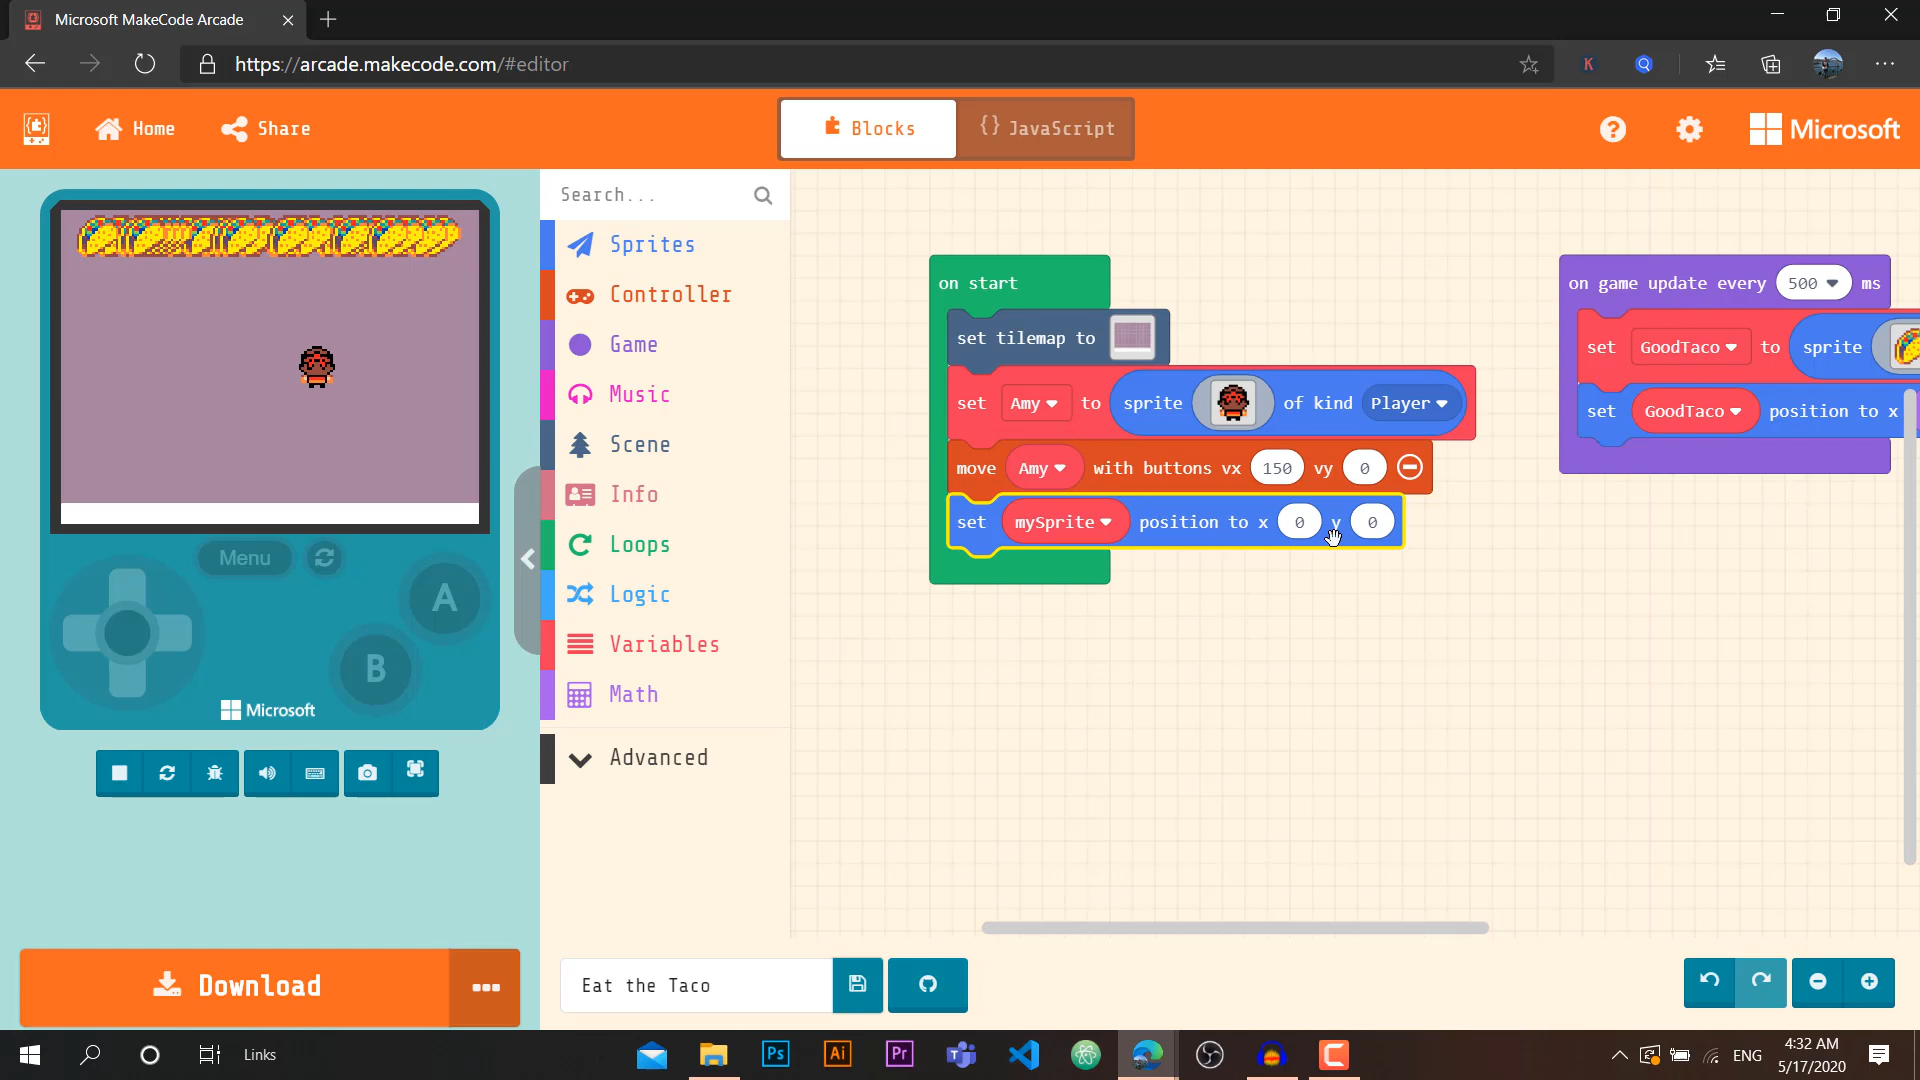 Microsoft MakeCode Arcade
https://arcade.makecode.com/#editor
K
Home
Share
Blocks
{} JavaScript
Microsoft
Search...
Sprites
Controller
Game
Music
Scene
Info
Loops
Logic
Variables
Math
Advanced
Menu
A
B
Microsoft
on start
set tilemap to
set Amy to sprite of kind Player
move Amy with buttons vx 150 vy 0
set mySprite position to x 0 y 0
on game update every 500 ms
set GoodTaco to sprite
set GoodTaco position to x
Download
Eat the Taco
Links
Ps
Ai
Pr
ENG
4:32 AM
5/17/2020